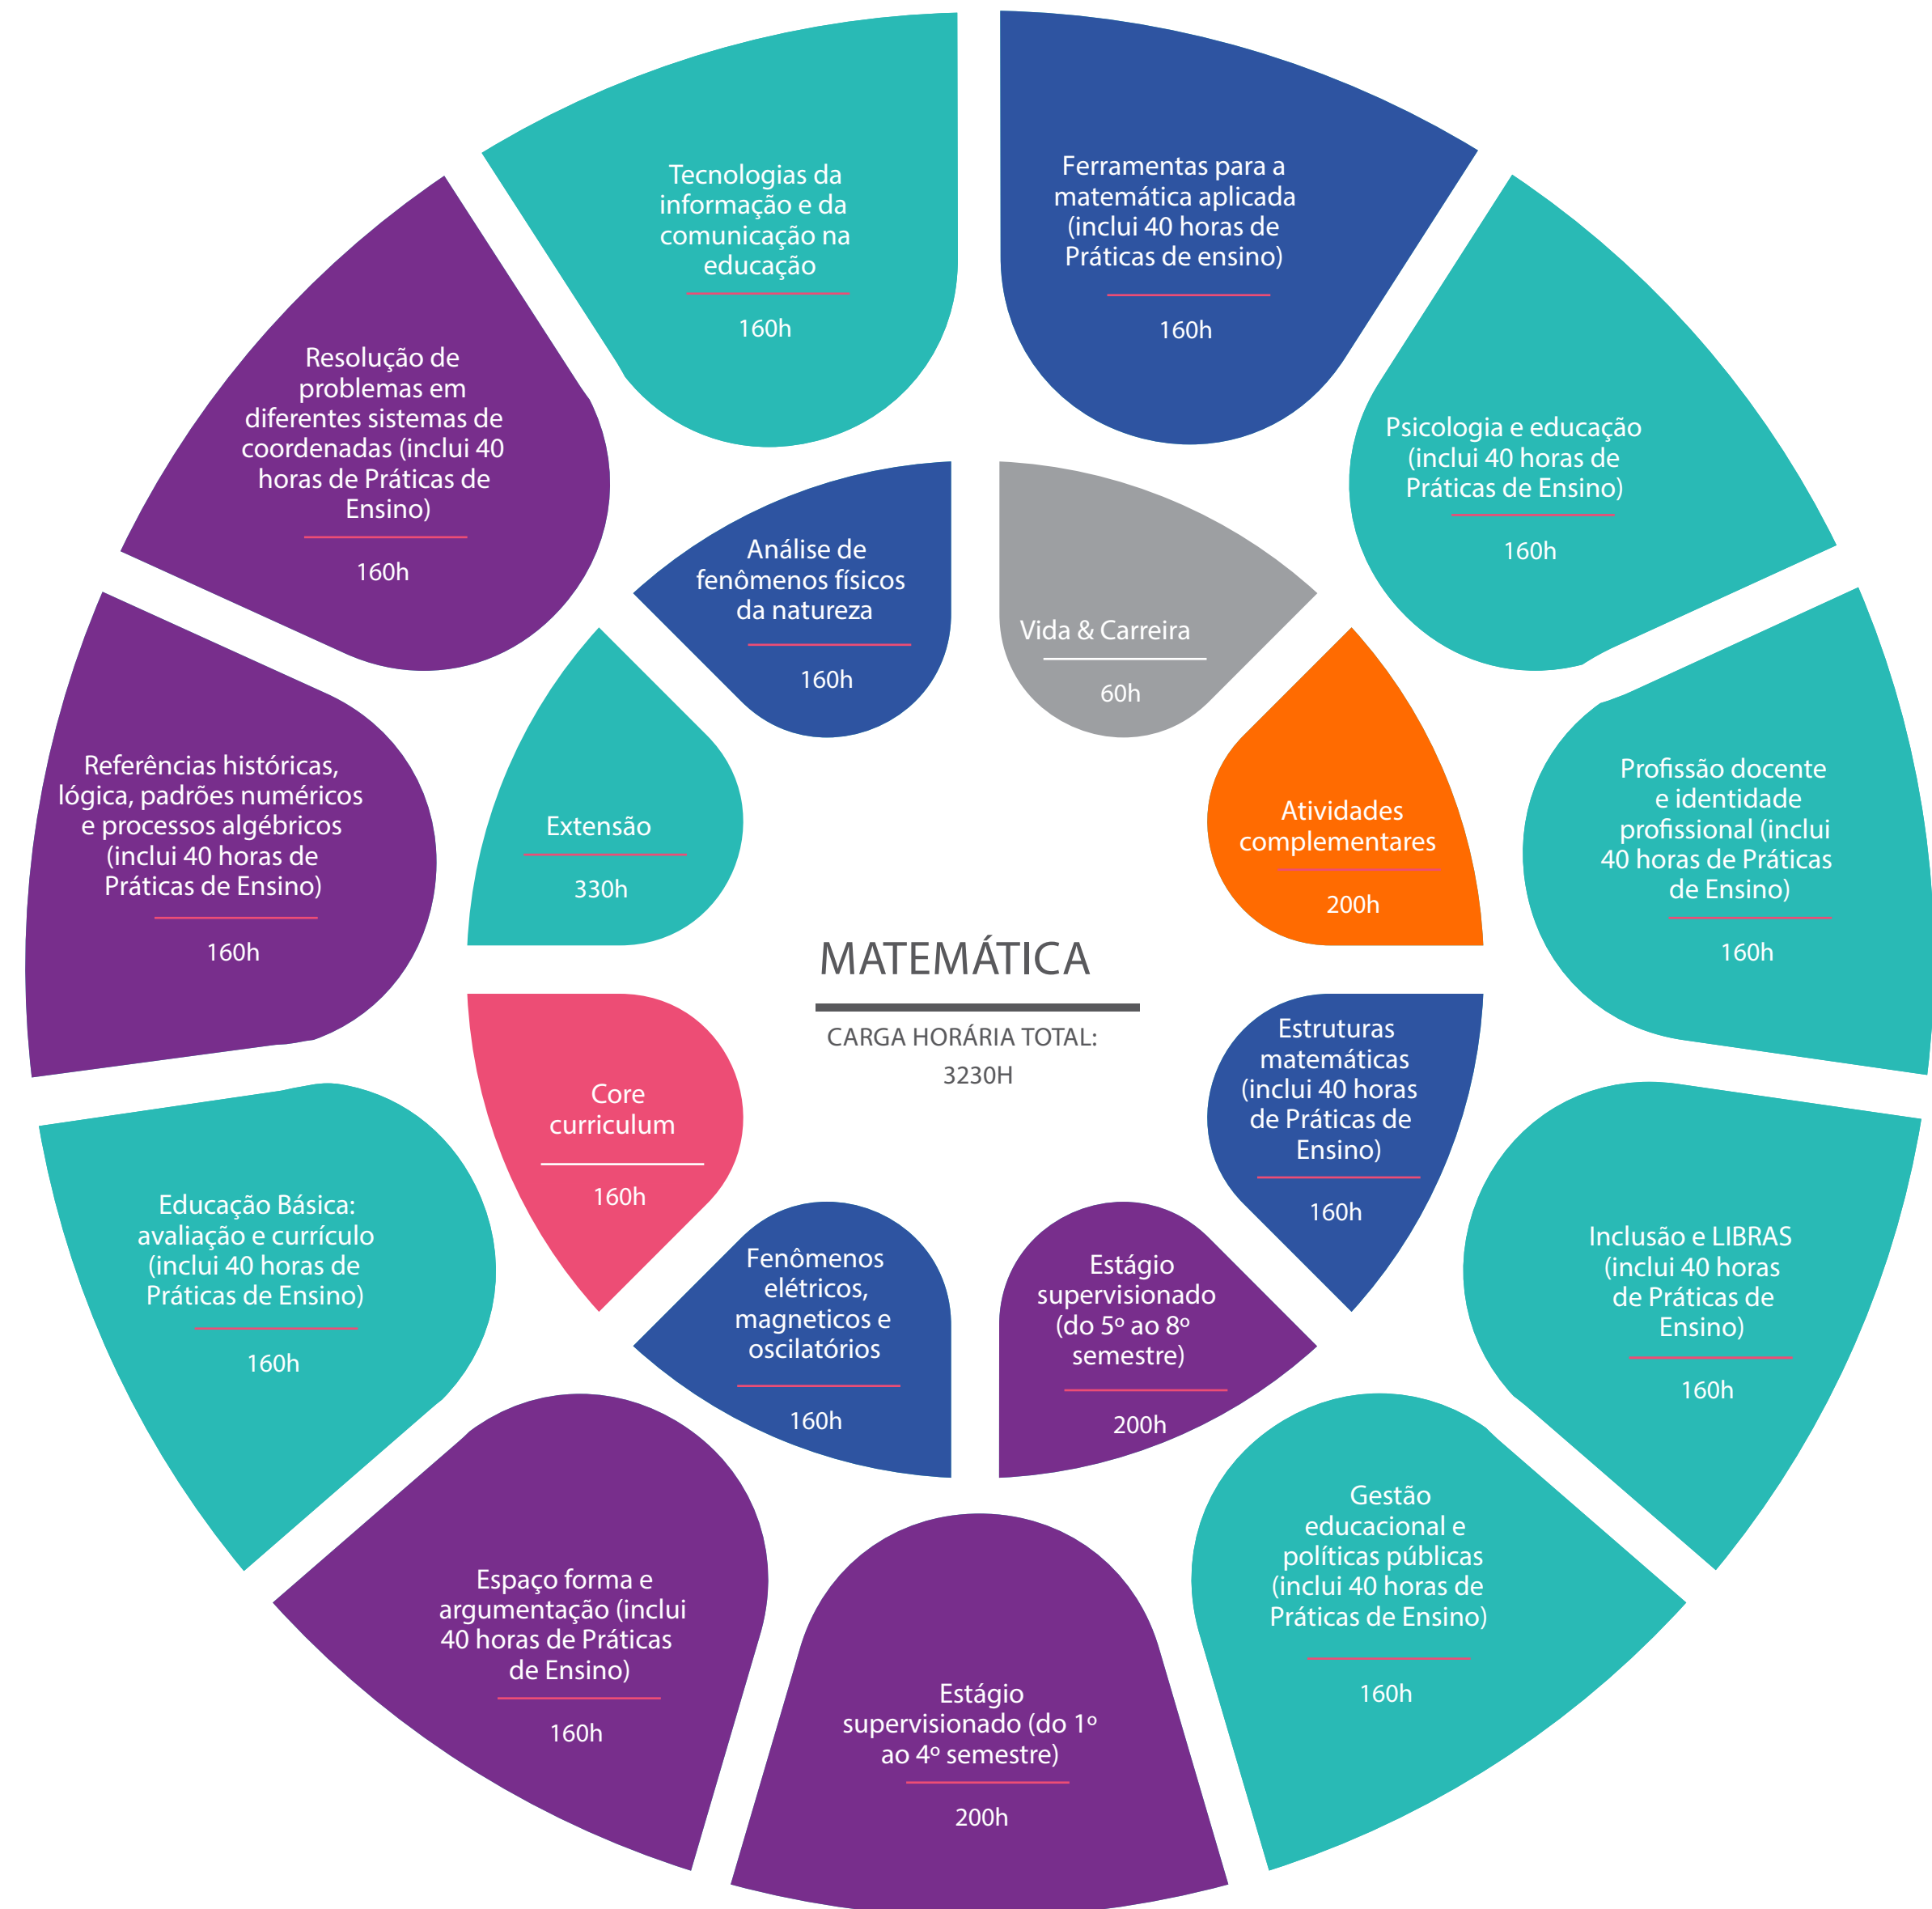 Tecnologias da
informação e da
comunicação na
educação
160h
Ferramentas para a
matemática aplicada
(inclui 40 horas de
Práticas de ensino)
160h
Psicologia e educação
(inclui 40 horas de
Práticas de Ensino)
160h
Profissão docente
e identidade
profissional (inclui
40 horas de Práticas
de Ensino)
160h
Inclusão e LIBRAS
(inclui 40 horas
de Práticas de
Ensino)
160h
Gestão
educacional e
políticas públicas
(inclui 40 horas de
Práticas de Ensino)
160h
Estágio
supervisionado (do 1º
ao 4º semestre)
200h
Espaço forma e
argumentação (inclui
40 horas de Práticas
de Ensino)
160h
Educação Básica:
avaliação e currículo
(inclui 40 horas de
Práticas de Ensino)
160h
Referências históricas,
lógica, padrões numéricos
e processos algébricos
(inclui 40 horas de
Práticas de Ensino)
160h
Resolução de
problemas em
diferentes sistemas de
coordenadas (inclui 40
horas de Práticas de
Ensino)
160h
Análise de
fenômenos físicos
da natureza
160h
Vida & Carreira
60h
Atividades
complementares
200h
Estruturas
matemáticas
(inclui 40 horas
de Práticas de
Ensino)
160h
Estágio
supervisionado
(do 5º ao 8º
semestre)
200h
Fenômenos
elétricos,
magneticos e
oscilatórios
160h
Core
curriculum
160h
Extensão
330h
MATEMÁTICA
CARGA HORÁRIA TOTAL:
3230H